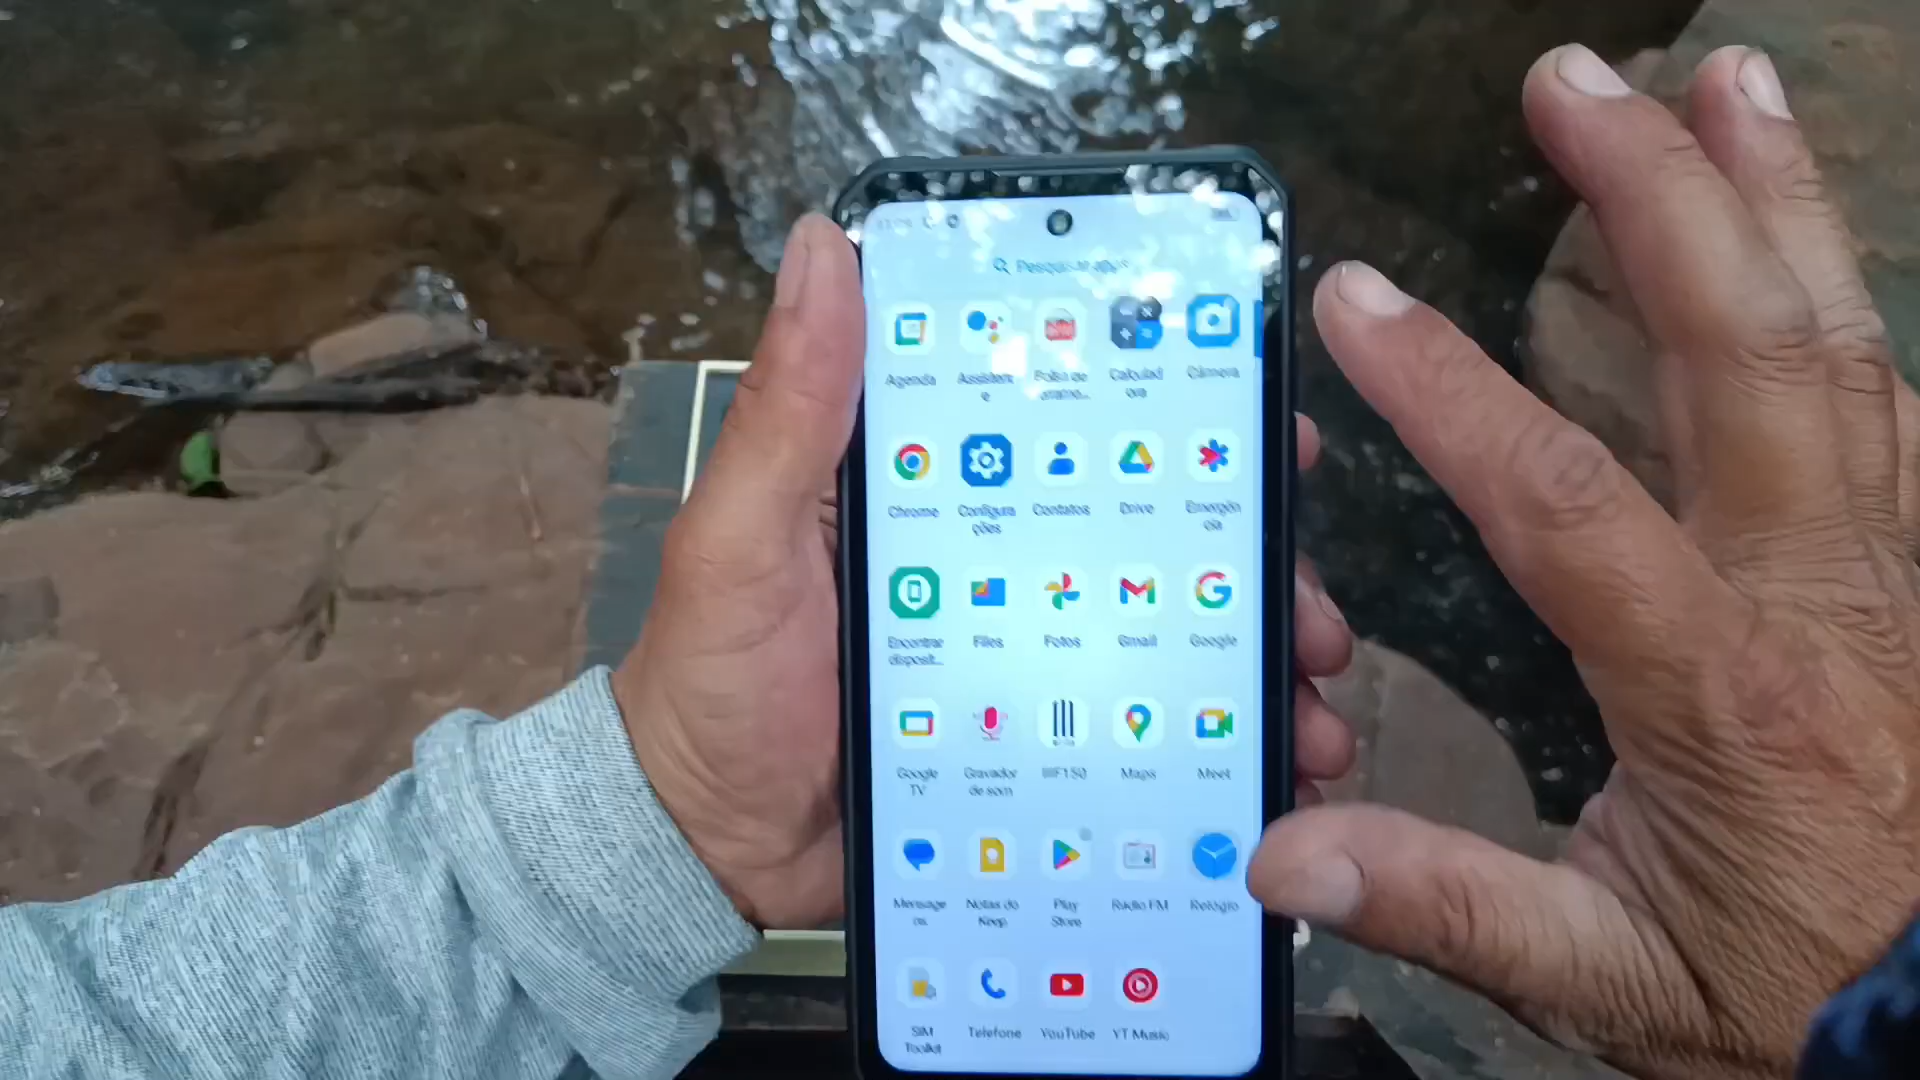 Agenda
Assistent
e
Calculad
ora
Câmera
Chrome
Configura
ções
Contatos
Drive
Emergên
cia
Encontrar
disposit...
Files
Fotos
Gmail
Google
Google
TV
Gravador
de som
IIIF150
Maps
Meet
Mensage
ns
Notas do
Keep
Play
Store
Rádio FM
Relógio
SIM
Toolkit
Telefone
YouTube
YT Music